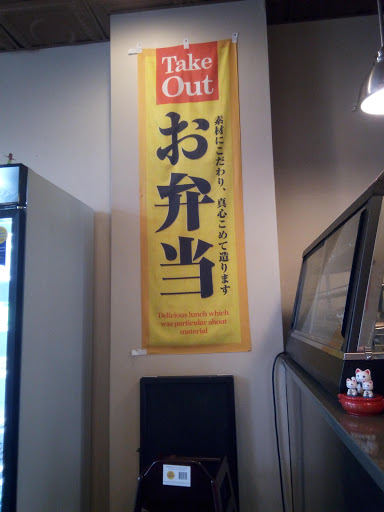 Take
Out
お弁当
素材にこだわり、真心こめて造ります
Delicious lunch which
was particular about
material